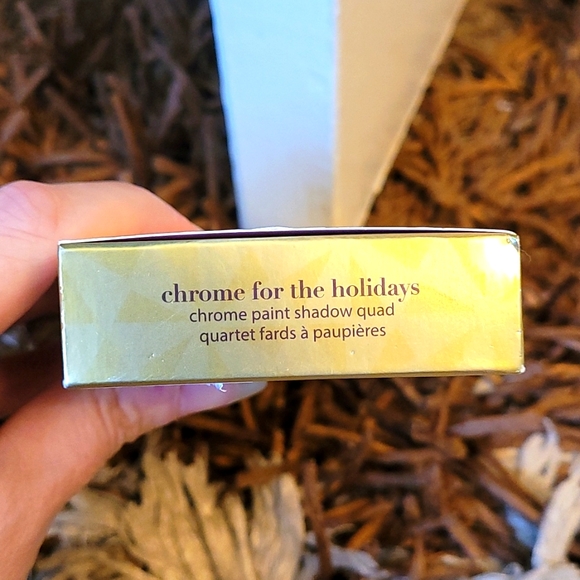 chrome for the holidays
chrome paint shadow quad
quartet fards à paupières